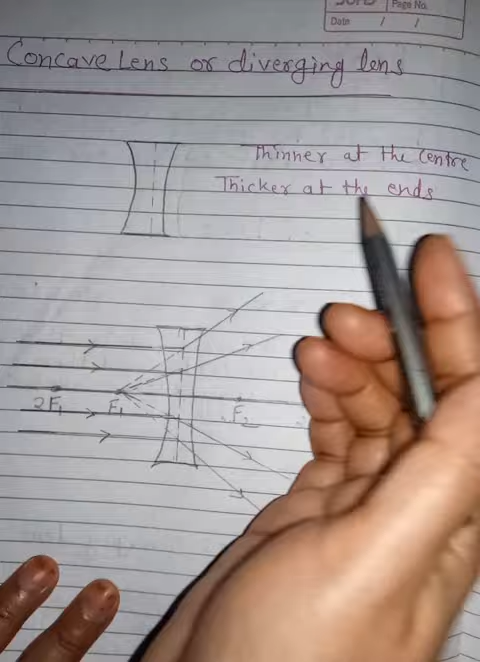 Page No.
Date / /
Concave Lens or diverging lens
Thinner at the centre
Thicker at the ends
2F₁ F₁ F₂